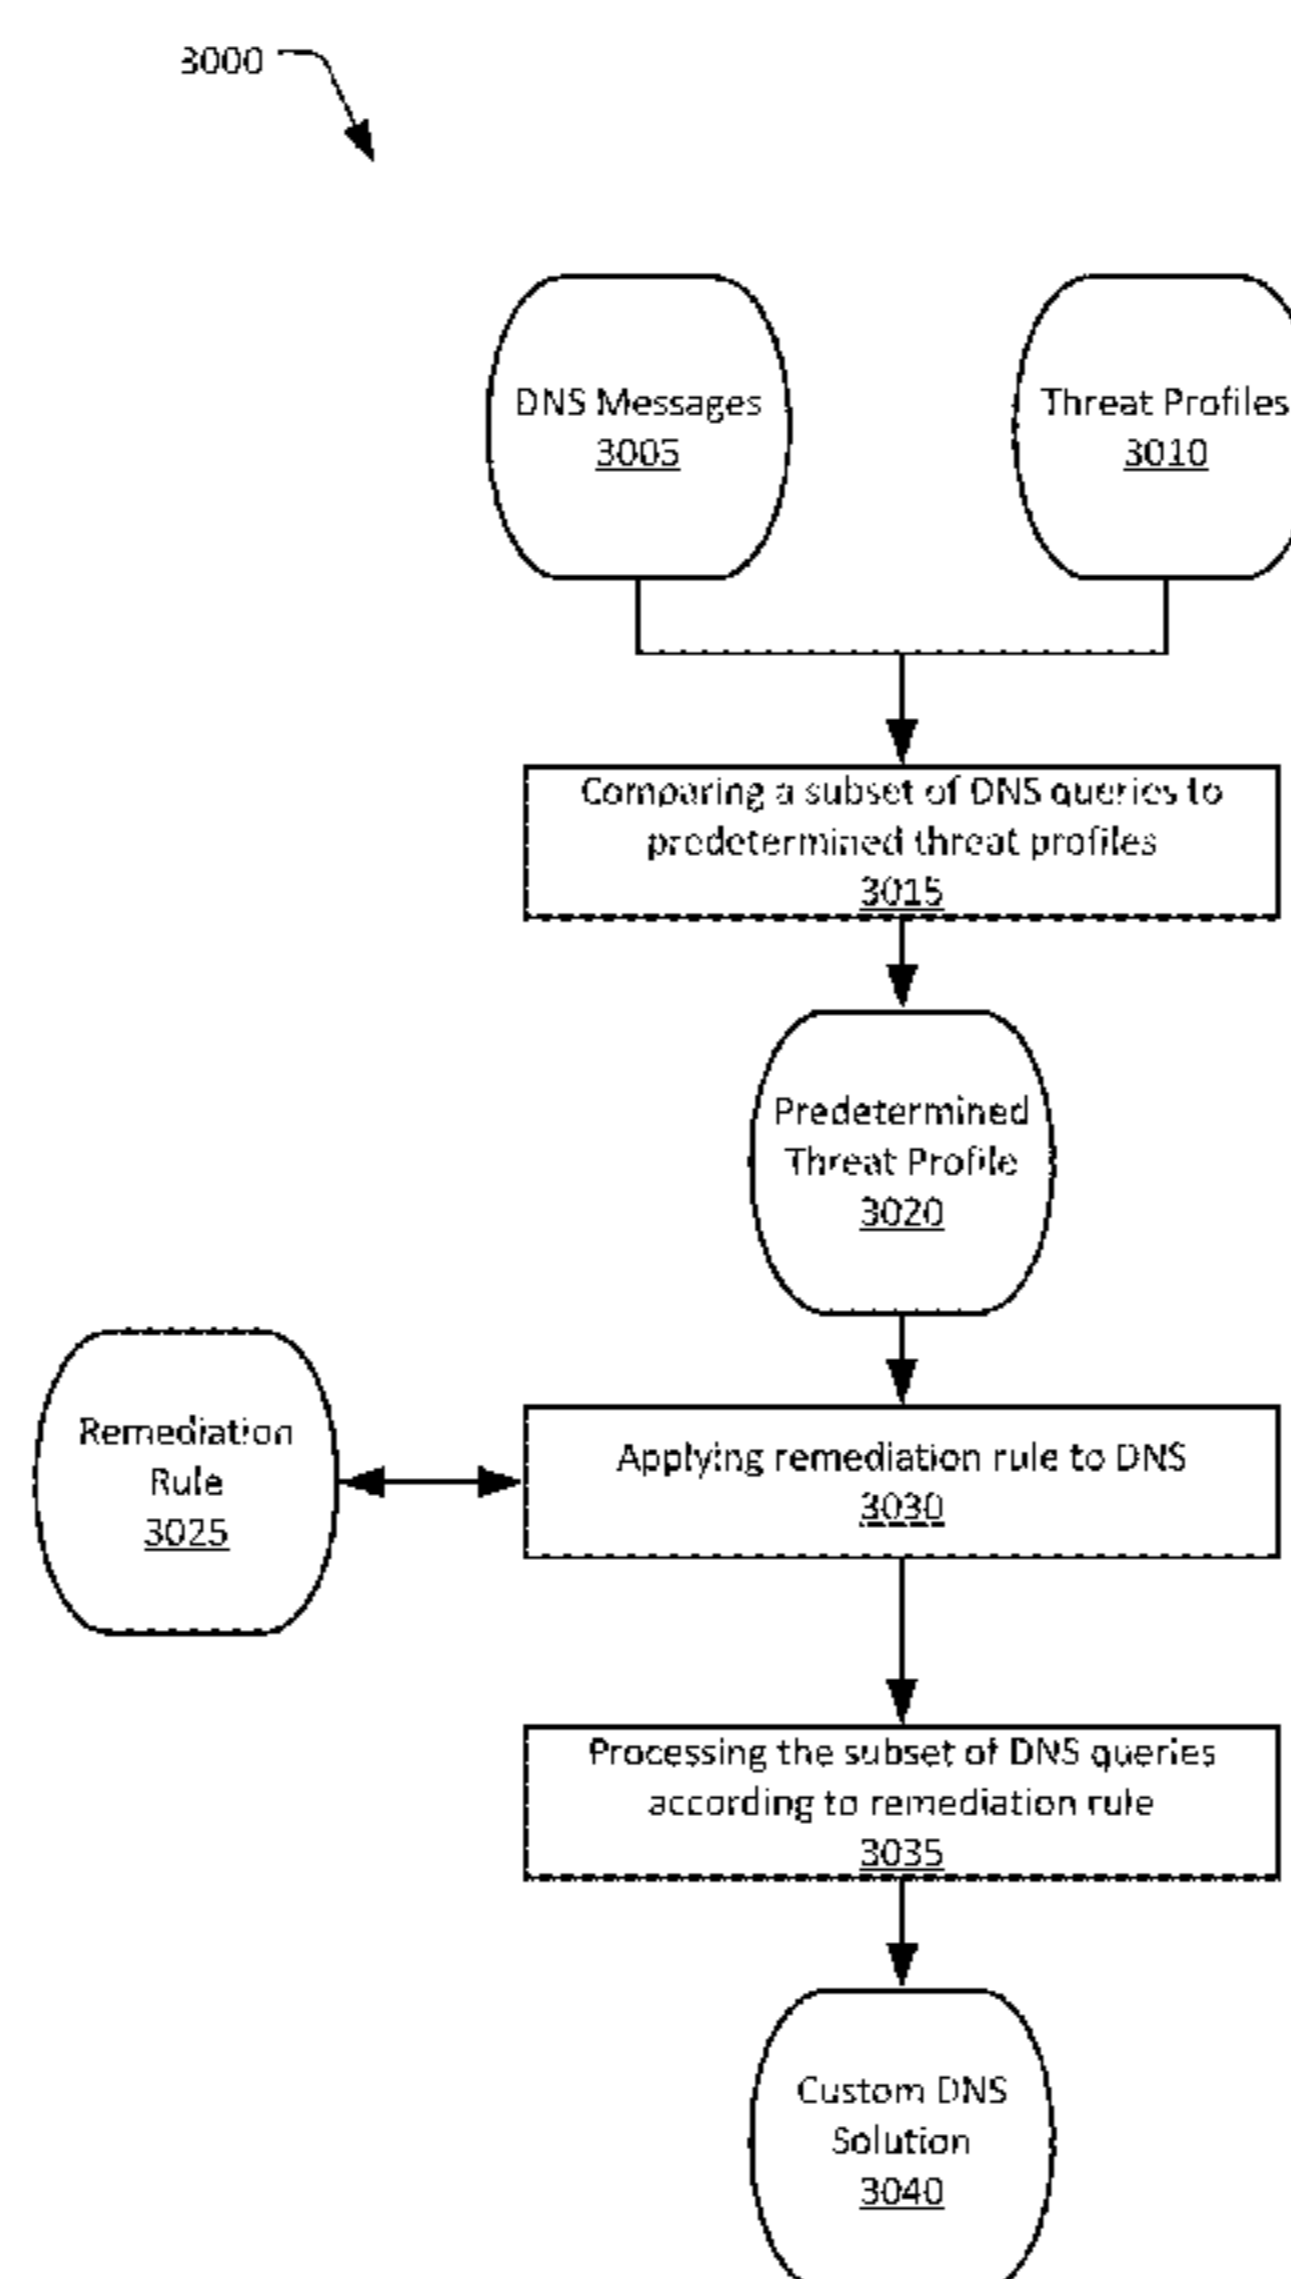 3000
DNS Messages
3005
Threat Profiles
3010
Comparing a subset of DNS queries to
predetermined threat profiles
3015
Predetermined
Threat Profile
3020
Remediation
Rule
3025
Applying remediation rule to DNS
3030
Processing the subset of DNS queries
according to remediation rule
3035
Custom DNS
Solution
3040